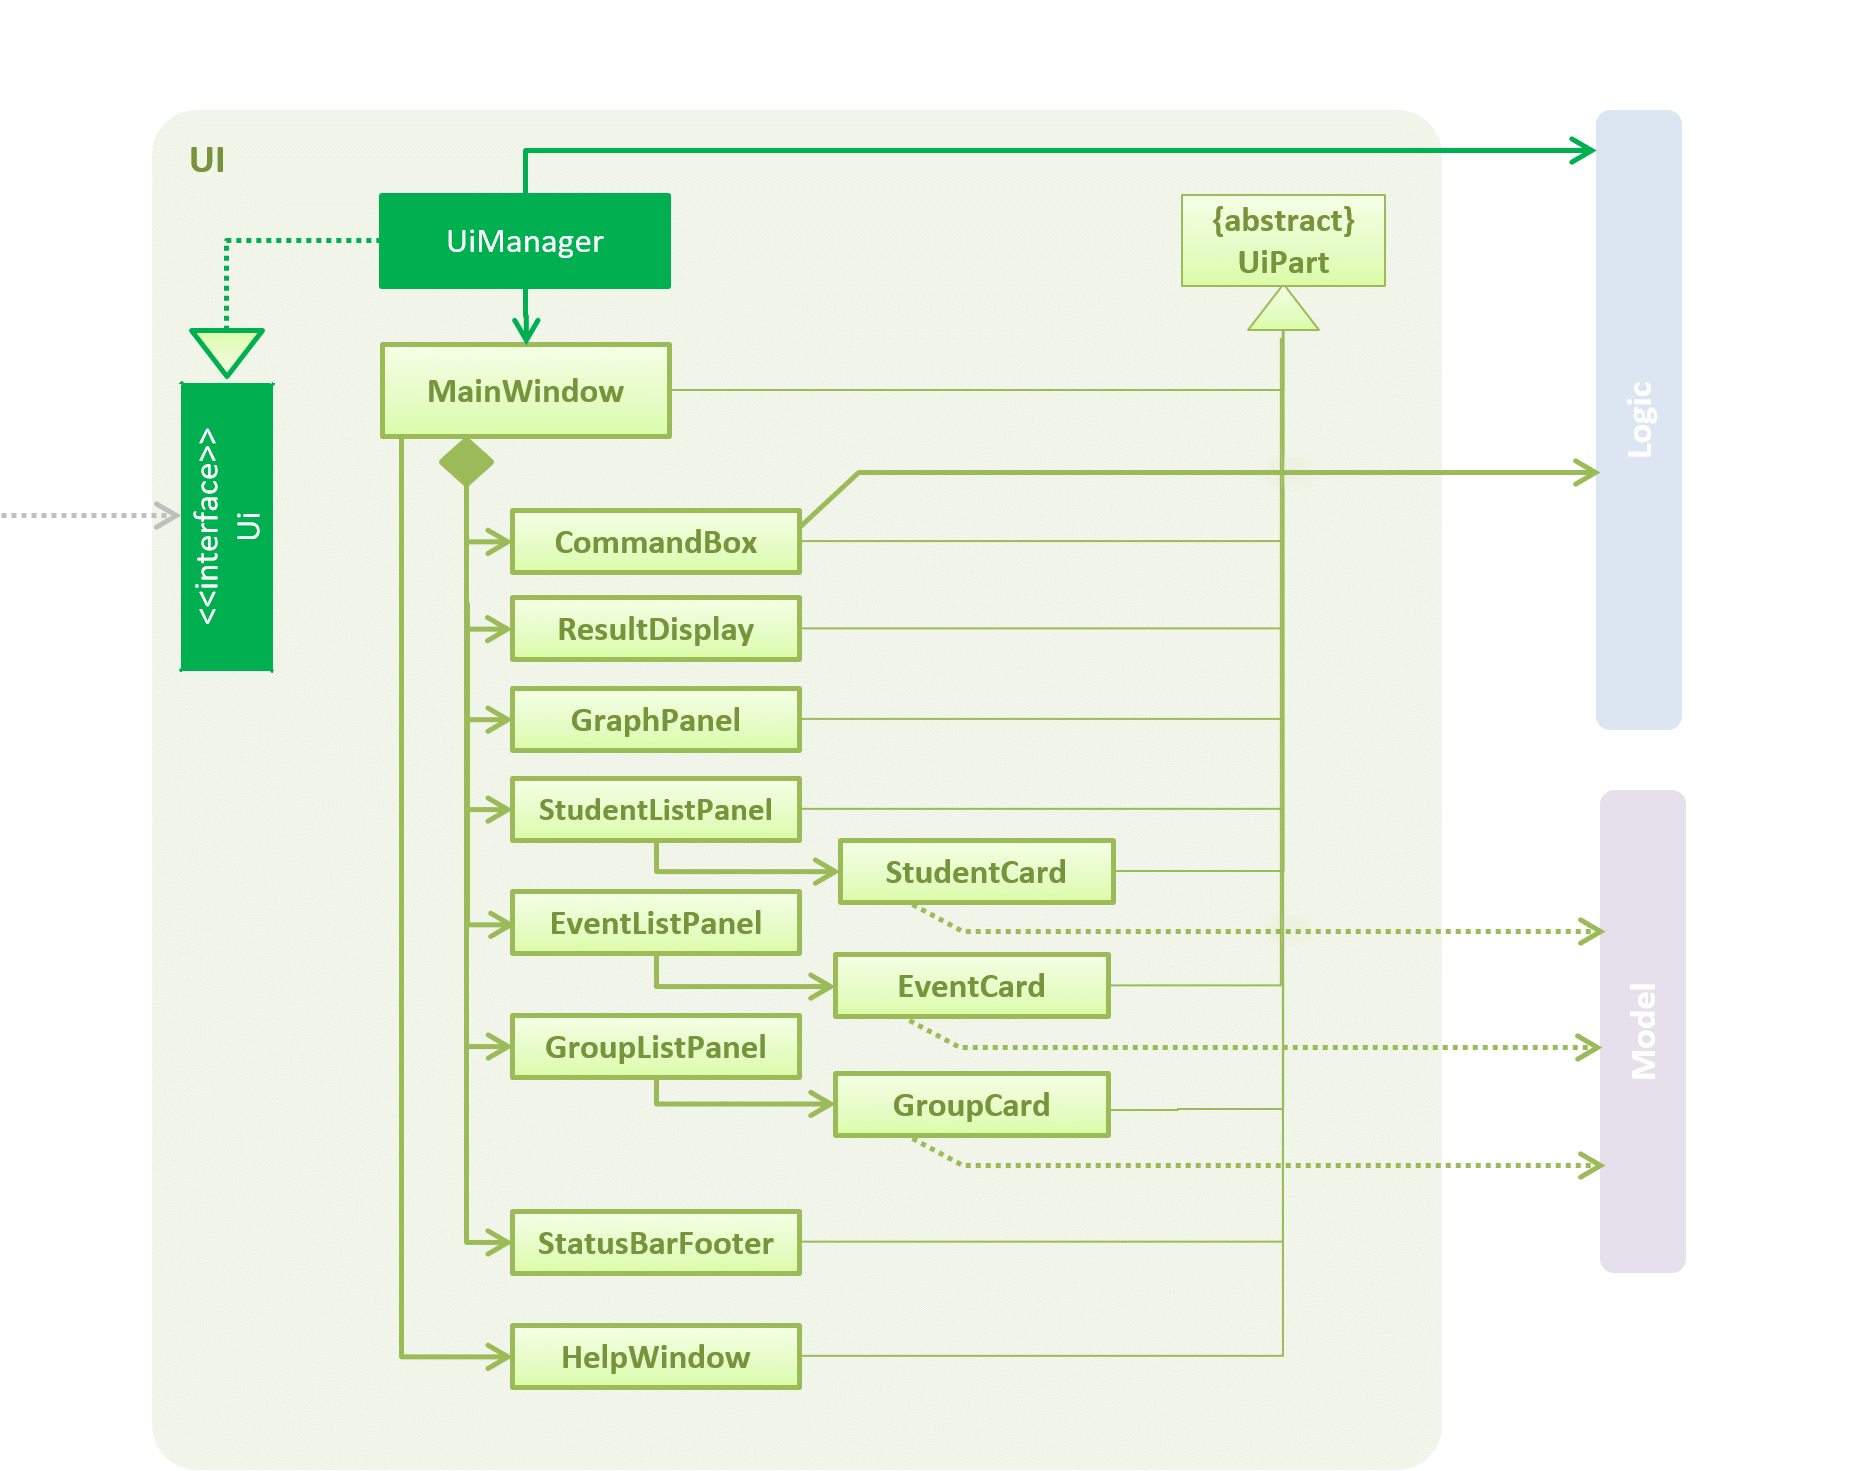 UI
UiManager
{abstract}
UiPart
MainWindow
<<interface>>
Ui
Logic
CommandBox
ResultDisplay
GraphPanel
StudentListPanel
StudentCard
EventListPanel
EventCard
GroupListPanel
GroupCard
Model
StatusBarFooter
HelpWindow